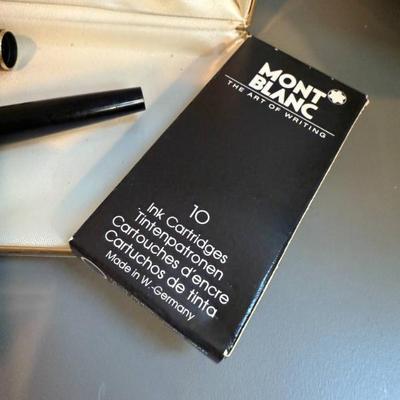 MONT
BLANC
THE ART OF WRITING
10
Ink Cartridges
Tintenpatronen
Cartouches d'encre
Cartuchos de tinta
Made in W.-Germany